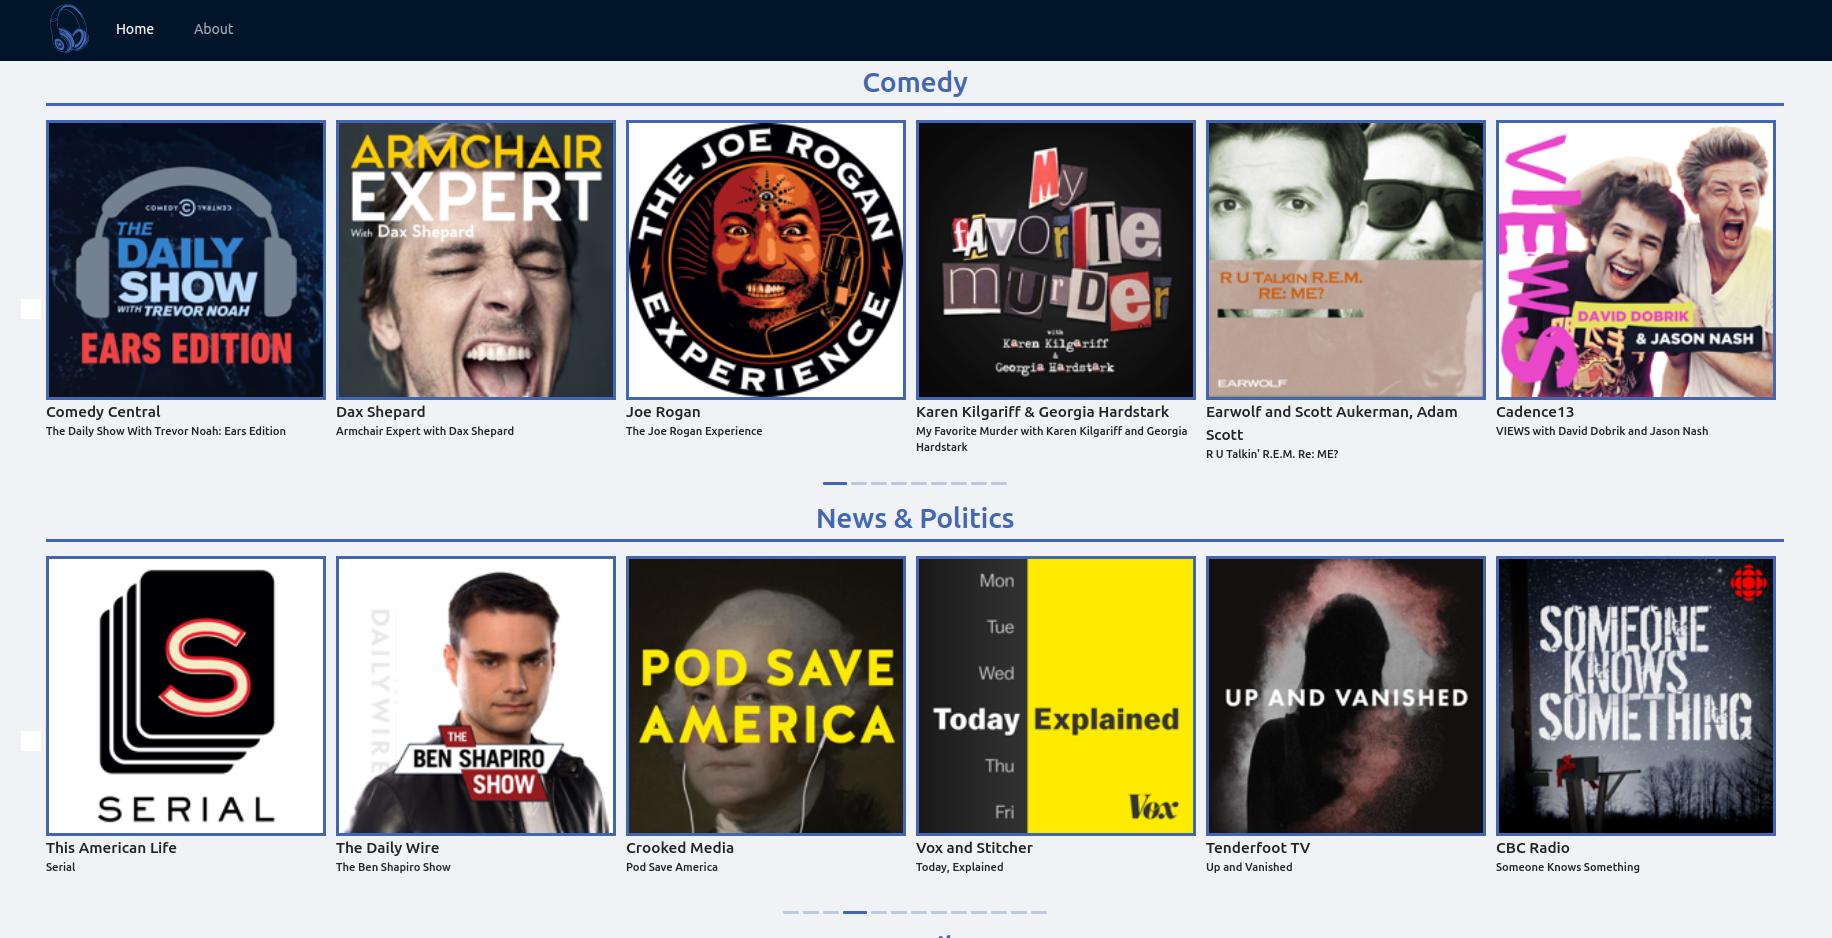 Home About
Comedy
COMEDY CENTRAL
THE
DAILY
SHOW
WITH TREVOR NOAH
EARS EDITION
ARMCHAIR
EXPERT
With Dax Shepard
THE JOE ROGAN
EXPERIENCE
My
favorite
murder
with
Karen Kilgariff
&
Georgia Hardstark
R U TALKIN R.E.M.
RE: ME?
EARWOLF
VIEWS
DAVID DOBRIK
& JASON NASH
Comedy Central
The Daily Show With Trevor Noah: Ears Edition
Dax Shepard
Armchair Expert with Dax Shepard
Joe Rogan
The Joe Rogan Experience
Karen Kilgariff & Georgia Hardstark
My Favorite Murder with Karen Kilgariff and Georgia
Hardstark
Earwolf and Scott Aukerman, Adam
Scott
R U Talkin' R.E.M. Re: ME?
Cadence13
VIEWS with David Dobrik and Jason Nash
News & Politics
S
SERIAL
DAILY WIRE
THE
BEN SHAPIRO
SHOW
POD SAVE
AMERICA
Mon
Tue
Wed
Today Explained
Thu
Fri
Vox
UP AND VANISHED
SOMEONE
KNOWS
SOMETHING
This American Life
Serial
The Daily Wire
The Ben Shapiro Show
Crooked Media
Pod Save America
Vox and Stitcher
Today, Explained
Tenderfoot TV
Up and Vanished
CBC Radio
Someone Knows Something